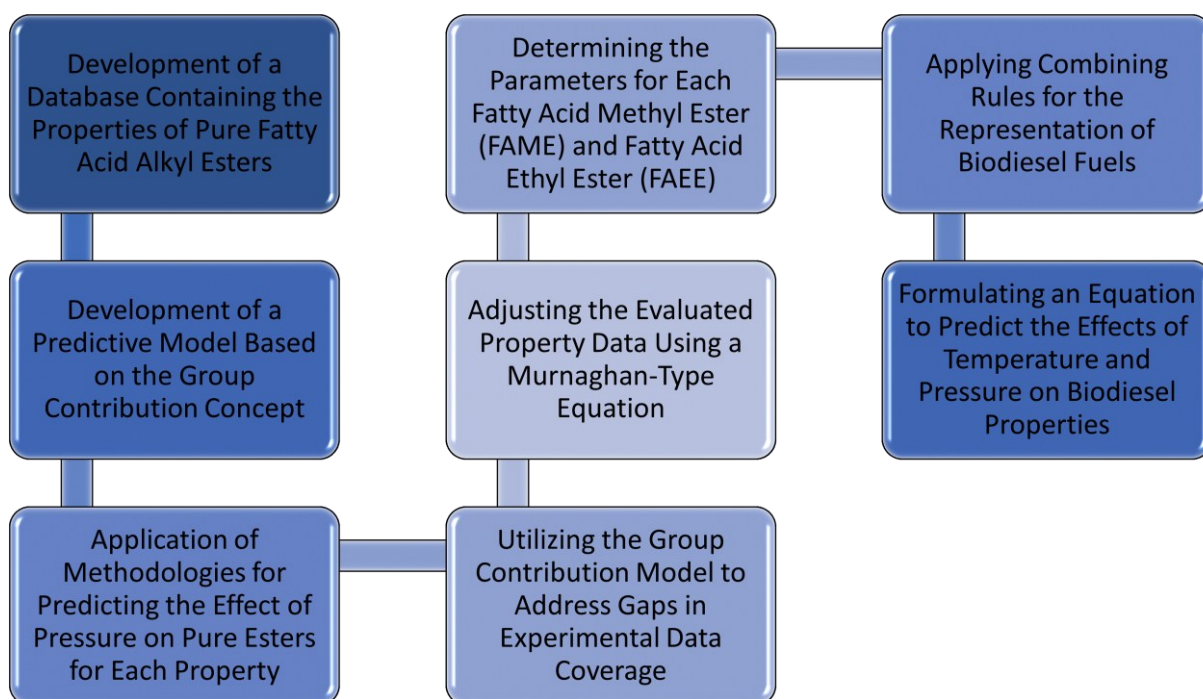 Development of a
Database Containing the
Properties of Pure Fatty
Acid Alkyl Esters
Development of a
Predictive Model Based
on the Group
Contribution Concept
Application of
Methodologies for
Predicting the Effect of
Pressure on Pure Esters
for Each Property
Utilizing the Group
Contribution Model to
Address Gaps in
Experimental Data
Coverage
Adjusting the Evaluated
Property Data Using a
Murnaghan-Type
Equation
Determining the
Parameters for Each
Fatty Acid Methyl Ester
(FAME) and Fatty Acid
Ethyl Ester (FAEE)
Applying Combining
Rules for the
Representation of
Biodiesel Fuels
Formulating an Equation
to Predict the Effects of
Temperature and
Pressure on Biodiesel
Properties